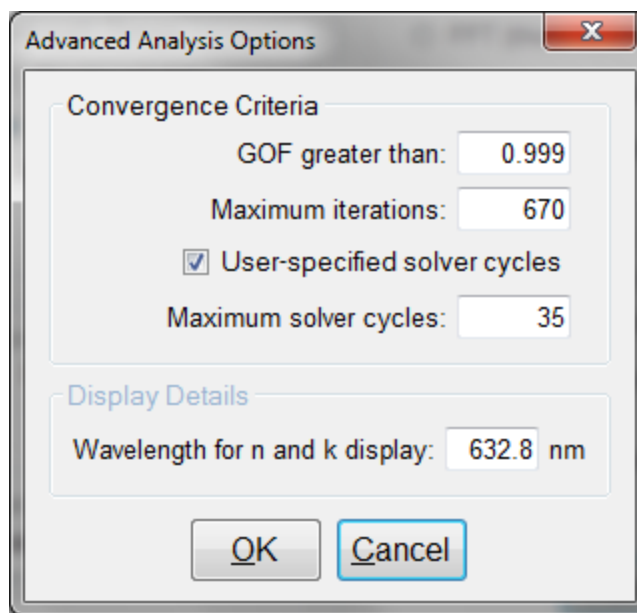 Advanced Analysis Options
Convergence Criteria
GOF greater than: 0.999
Maximum iterations: 670
User-specified solver cycles
Maximum solver cycles: 35
Display Details
Wavelength for n and k display: 632.8 nm
OK Cancel